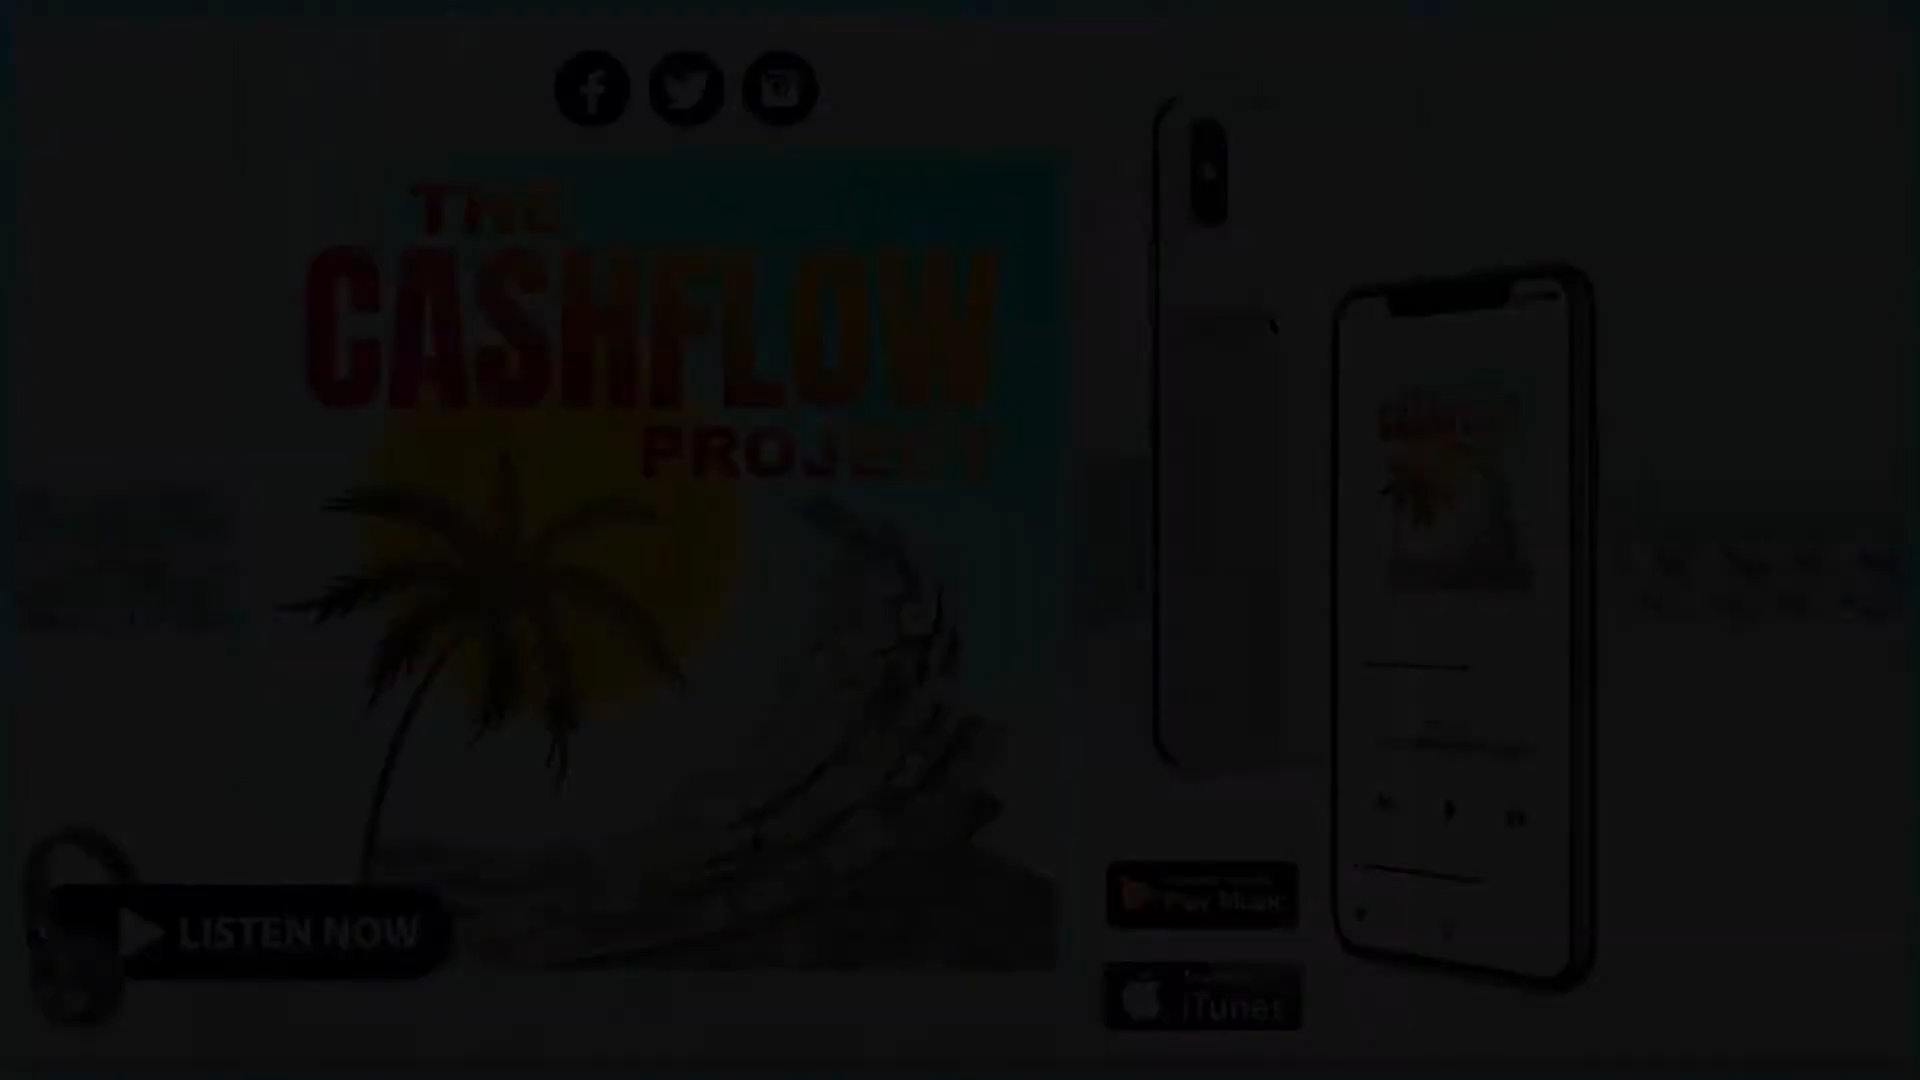 THE
CASHFLOW
PROJECT
LISTEN NOW
Play Music
iTunes